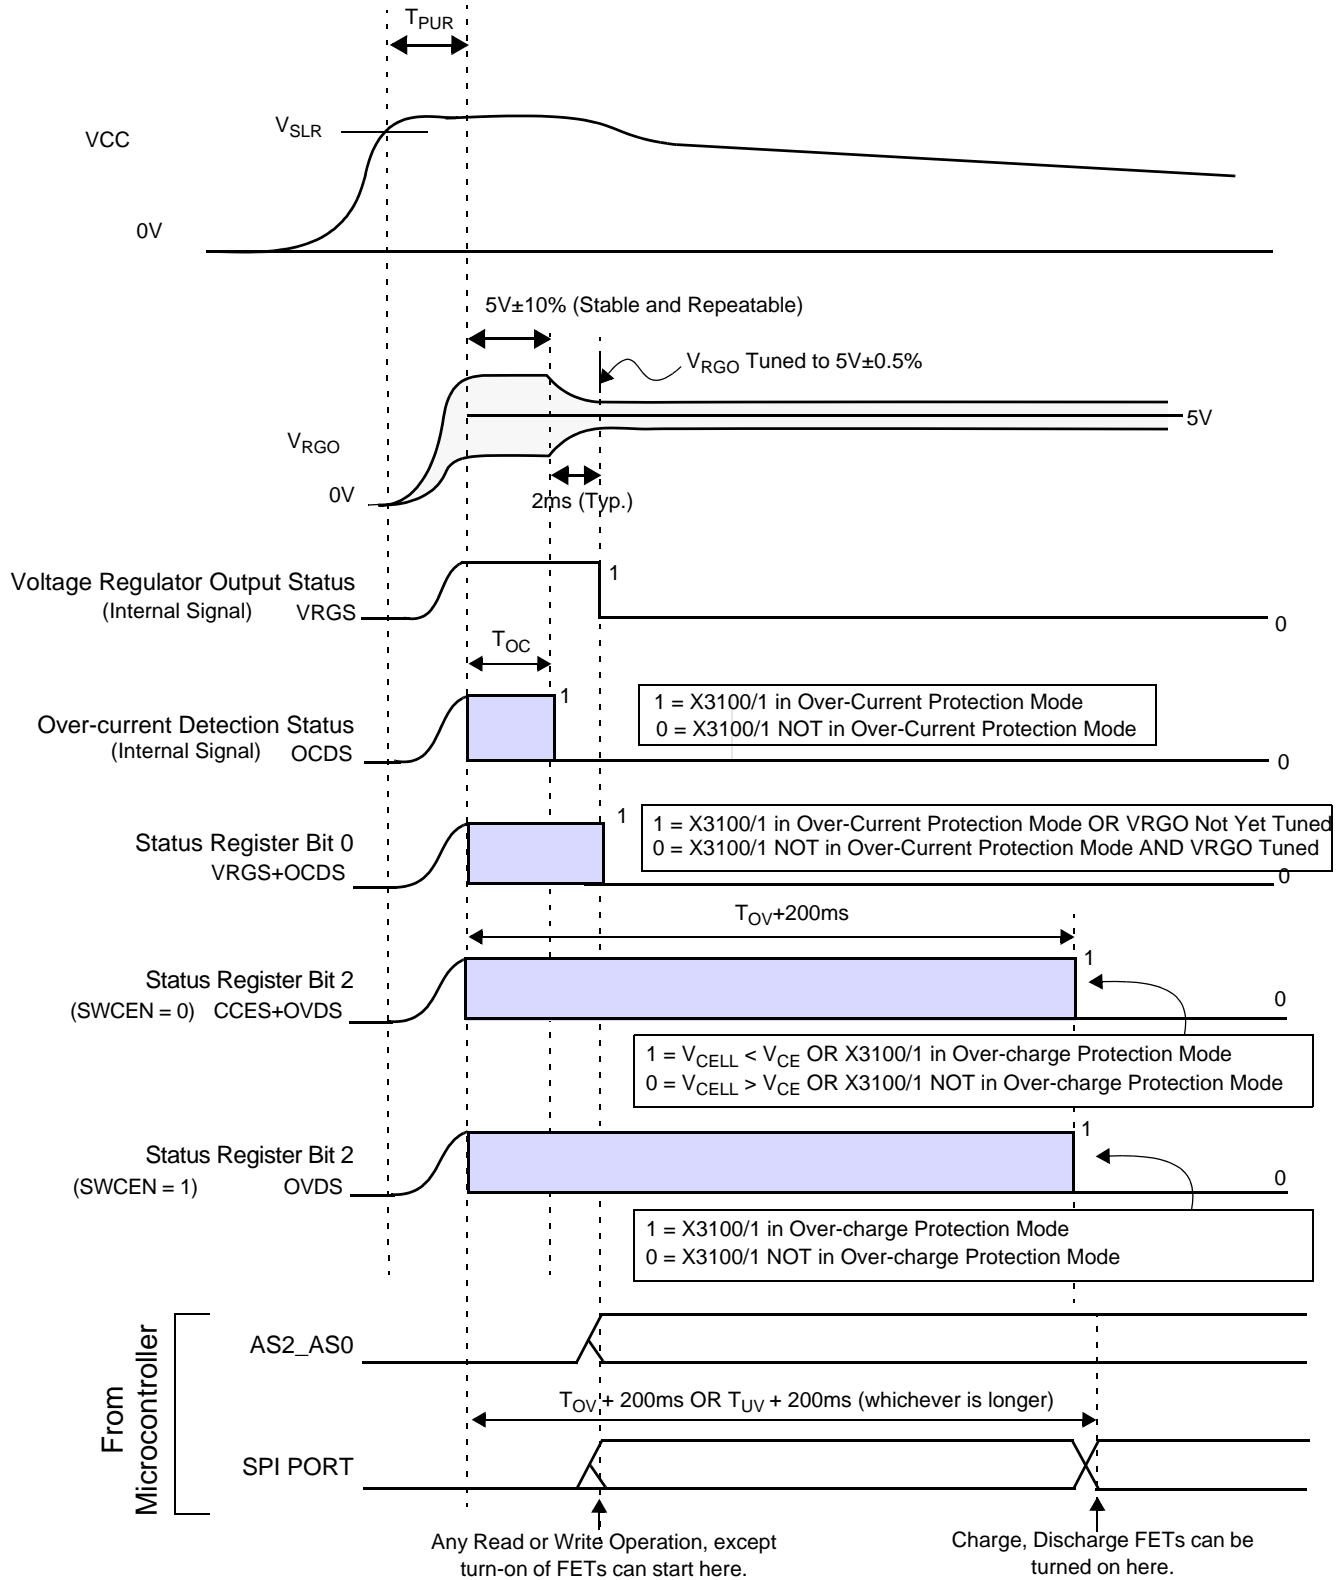 TPUR
VSLR
VCC
0V
5V±10% (Stable and Repeatable)
VRGO Tuned to 5V±0.5%
5V
VRGO
0V
2ms (Typ.)
Voltage Regulator Output Status
(Internal Signal) VRGS
1
0
TOC
Over-current Detection Status
(Internal Signal) OCDS
1
1 = X3100/1 in Over-Current Protection Mode
0 = X3100/1 NOT in Over-Current Protection Mode
0
Status Register Bit 0
VRGS+OCDS
1
1 = X3100/1 in Over-Current Protection Mode OR VRGO Not Yet Tuned
0 = X3100/1 NOT in Over-Current Protection Mode AND VRGO Tuned
0
TOV+200ms
Status Register Bit 2
(SWCEN = 0) CCES+OVDS
1
0
1 = VCELL < VCE OR X3100/1 in Over-charge Protection Mode
0 = VCELL > VCE OR X3100/1 NOT in Over-charge Protection Mode
Status Register Bit 2
(SWCEN = 1) OVDS
1
0
1 = X3100/1 in Over-charge Protection Mode
0 = X3100/1 NOT in Over-charge Protection Mode
From
Microcontroller
AS2_AS0
TOV + 200ms OR TUV + 200ms (whichever is longer)
SPI PORT
Any Read or Write Operation, except
turn-on of FETs can start here.
Charge, Discharge FETs can be
turned on here.